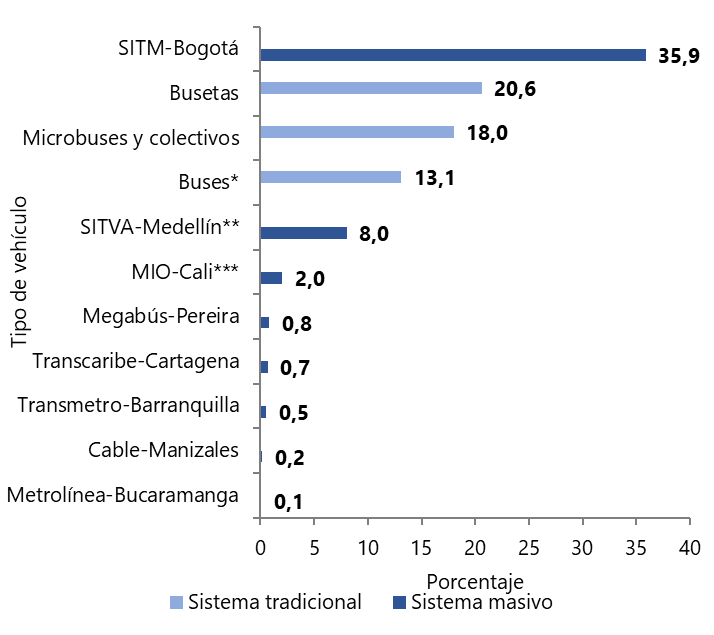 SITM-Bogotá 35,9
Busetas 20,6
Microbuses y colectivos 18,0
Buses* 13,1
SITVA-Medellín** 8,0
MIO-Cali*** 2,0
Megabús-Pereira 0,8
Transcaribe-Cartagena 0,7
Transmetro-Barranquilla 0,5
Cable-Manizales 0,2
Metrolínea-Bucaramanga 0,1
Tipo de vehículo
0 5 10 15 20 25 30 35 40
Porcentaje
Sistema tradicional Sistema masivo